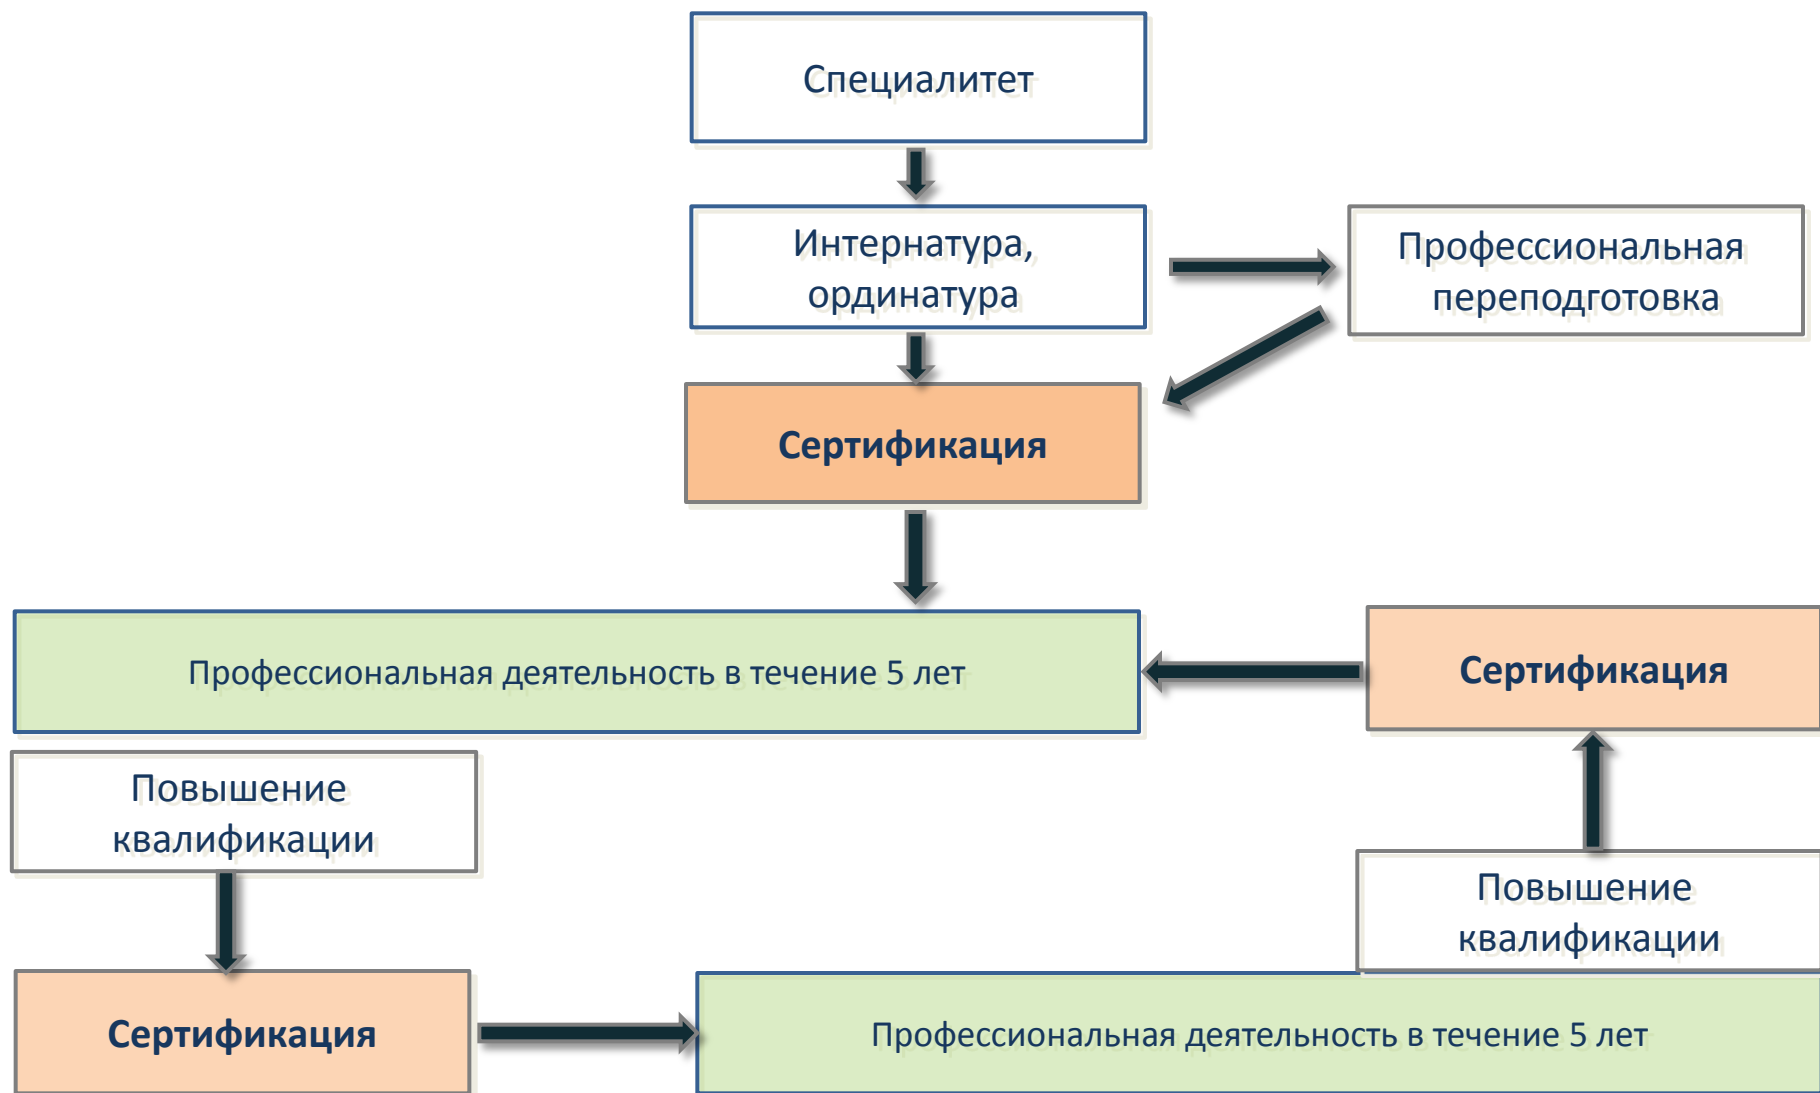 Специалитет
Интернатура,
ординатура
Профессиональная
переподготовка
Сертификация
Профессиональная деятельность в течение 5 лет
Сертификация
Повышение
квалификации
Повышение
квалификации
Сертификация
Профессиональная деятельность в течение 5 лет